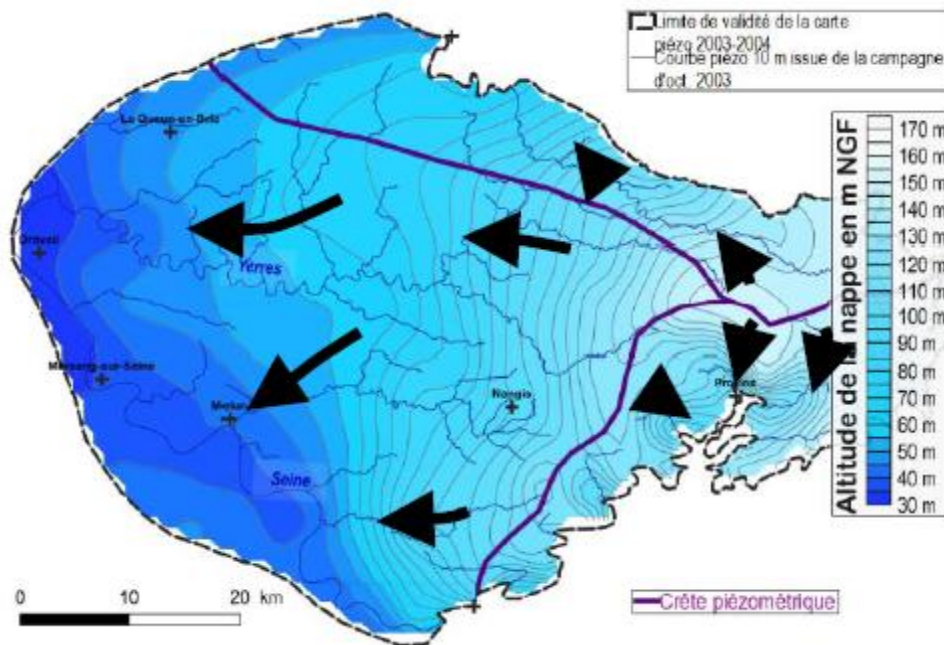 Limite de validité de la carte
piézo 2003-2004
Courbe piézo 10 m issue de la campagne
d'oct. 2003
La Queue-en-Brie
Draveil
Yerres
Morsang-sur-Seine
Melun
Nangis
Provins
Seine
Altitude de la nappe en m NGF
170 m
160 m
150 m
140 m
130 m
120 m
110 m
100 m
90 m
80 m
70 m
60 m
50 m
40 m
30 m
0 10 20 km
Crête piézométrique